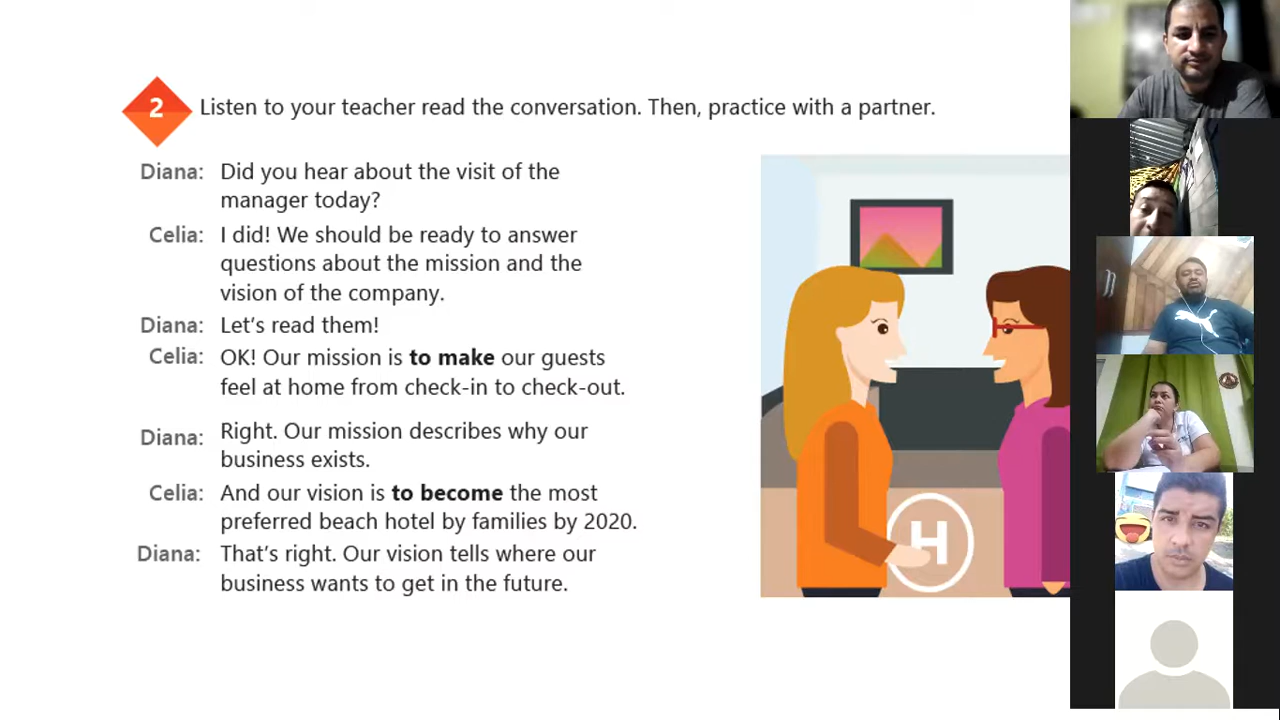 2 Listen to your teacher read the conversation. Then, practice with a partner.
Diana: Did you hear about the visit of the
manager today?
Celia: I did! We should be ready to answer
questions about the mission and the
vision of the company.
Diana: Let's read them!
Celia: OK! Our mission is to make our guests
feel at home from check-in to check-out.
Diana: Right. Our mission describes why our
business exists.
Celia: And our vision is to become the most
preferred beach hotel by families by 2020.
Diana: That's right. Our vision tells where our
business wants to get in the future.
H